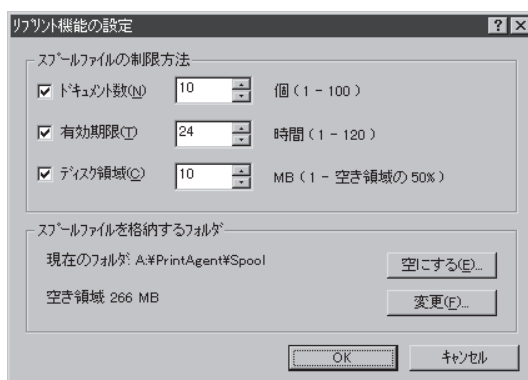 リプリント機能の設定
スプールファイルの制限方法
ドキュメント数(N) 10 個 ( 1 - 100 )
有効期限(T) 24 時間 ( 1 - 120 )
ディスク領域(C) 10 MB ( 1 - 空き領域の 50% )
スプールファイルを格納するフォルダ
現在のフォルダ: A:¥PrintAgent¥Spool 空にする(E)...
空き領域 266 MB 変更(F)...
OK キャンセル